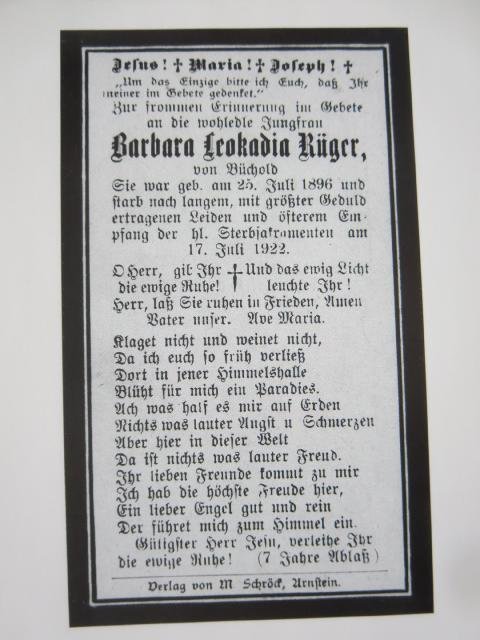 Jesus! ✝ Maria! ✝ Joseph! ✝
„Um das Einzige bitte ich Euch, daß Ihr
meiner im Gebete gedenket.“
Zur frommen Erinnerung im Gebete
an die wohledle Jungfrau
Barbara Leokadia Rüger,
von Büchold
Sie war geb. am 25. Juli 1896 und
starb nach langem, mit größter Geduld
ertragenen Leiden und öfterem Em-
pfang der hl. Sterbsakramenten am
17. Juli 1922.
O Herr, gib Ihr ✝ Und das ewig Licht
die ewige Ruhe! leuchte Ihr!
Herr, laß Sie ruhen in Frieden, Amen
Vater unser. Ave Maria.
Klaget nicht und weinet nicht,
Da ich euch so früh verließ
Dort in jener Himmelshalle
Blüht für mich ein Paradies.
Ach was half es mir auf Erden
Nichts was lauter Angst u Schmerzen
Aber hier in dieser Welt
Da ist nichts was lauter Freud.
Ihr lieben Freunde kommt zu mir
Ich hab die höchste Freude hier,
Ein lieber Engel gut und rein
Der führet mich zum Himmel ein.
Gütigster Herr Jesu, verleihe Ihr
die ewige Ruhe! (7 Jahre Ablaß)
Verlag von M Schröck, Arnstein.